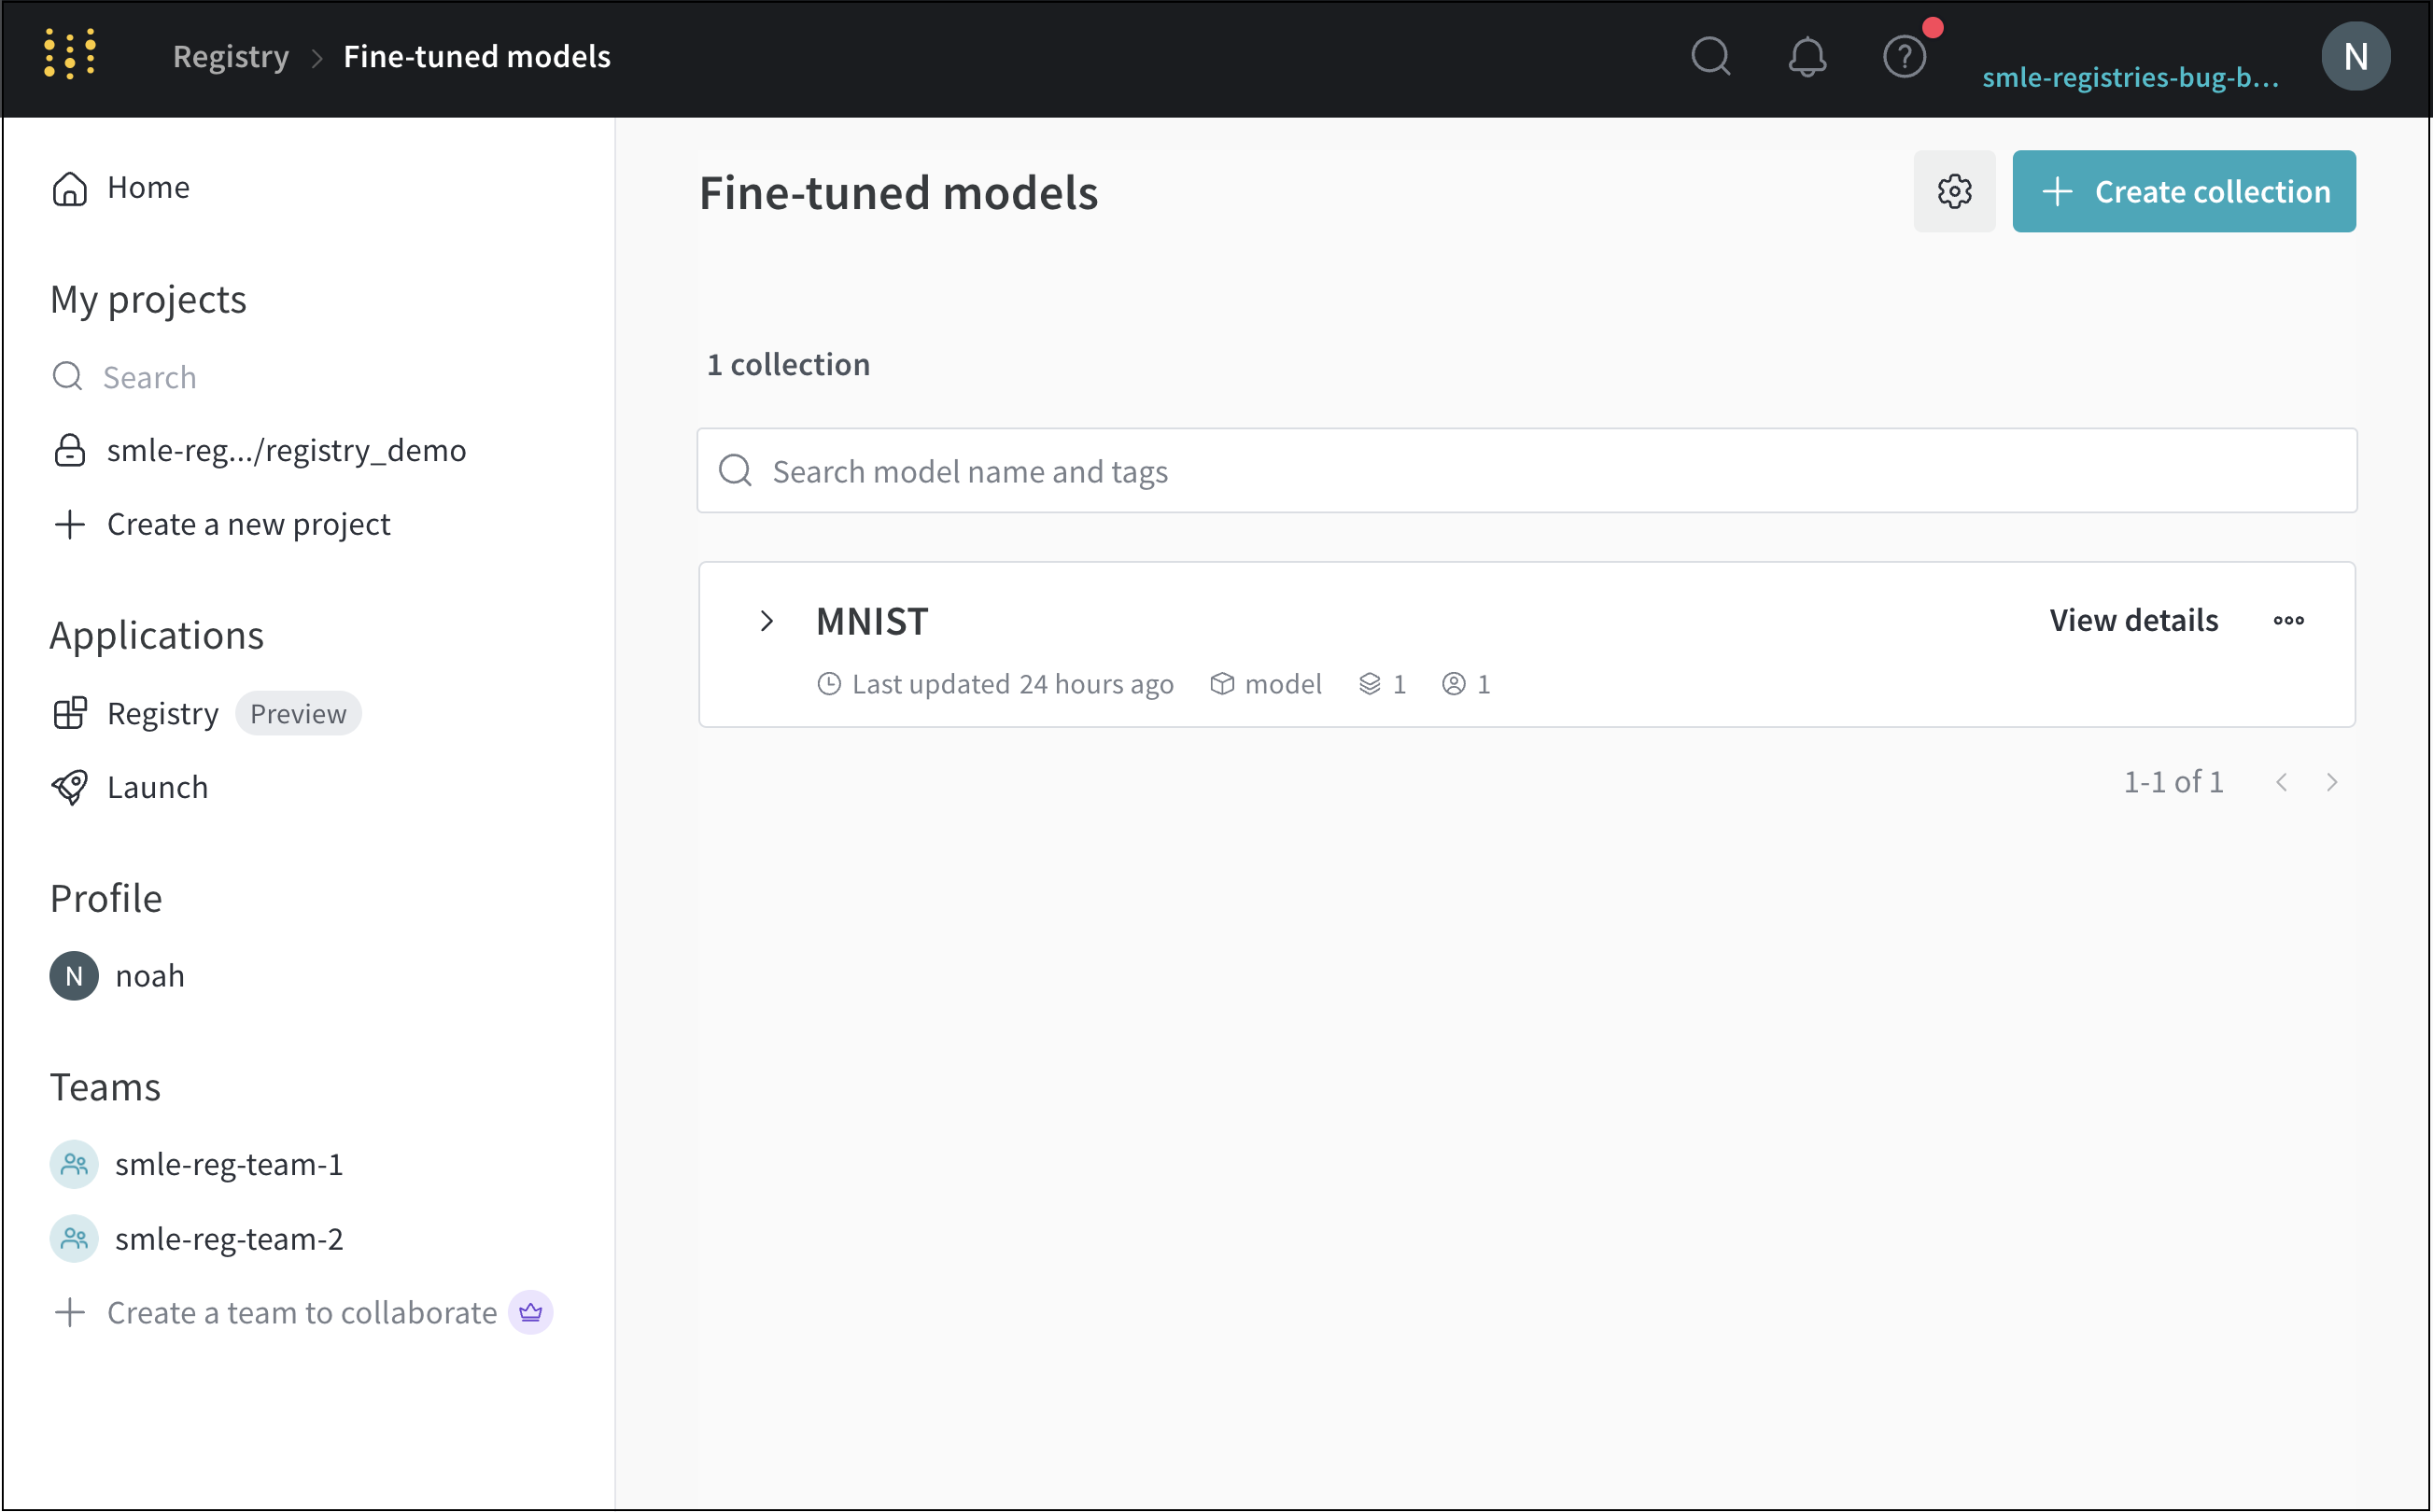 Registry > Fine-tuned models
smle-registries-bug-b...
N
Home
My projects
Search
smle-reg.../registry_demo
Create a new project
Applications
Registry Preview
Launch
Profile
N noah
Teams
smle-reg-team-1
smle-reg-team-2
Create a team to collaborate
Fine-tuned models
Create collection
1 collection
Search model name and tags
MNIST
View details
Last updated 24 hours ago model 1 1
1-1 of 1